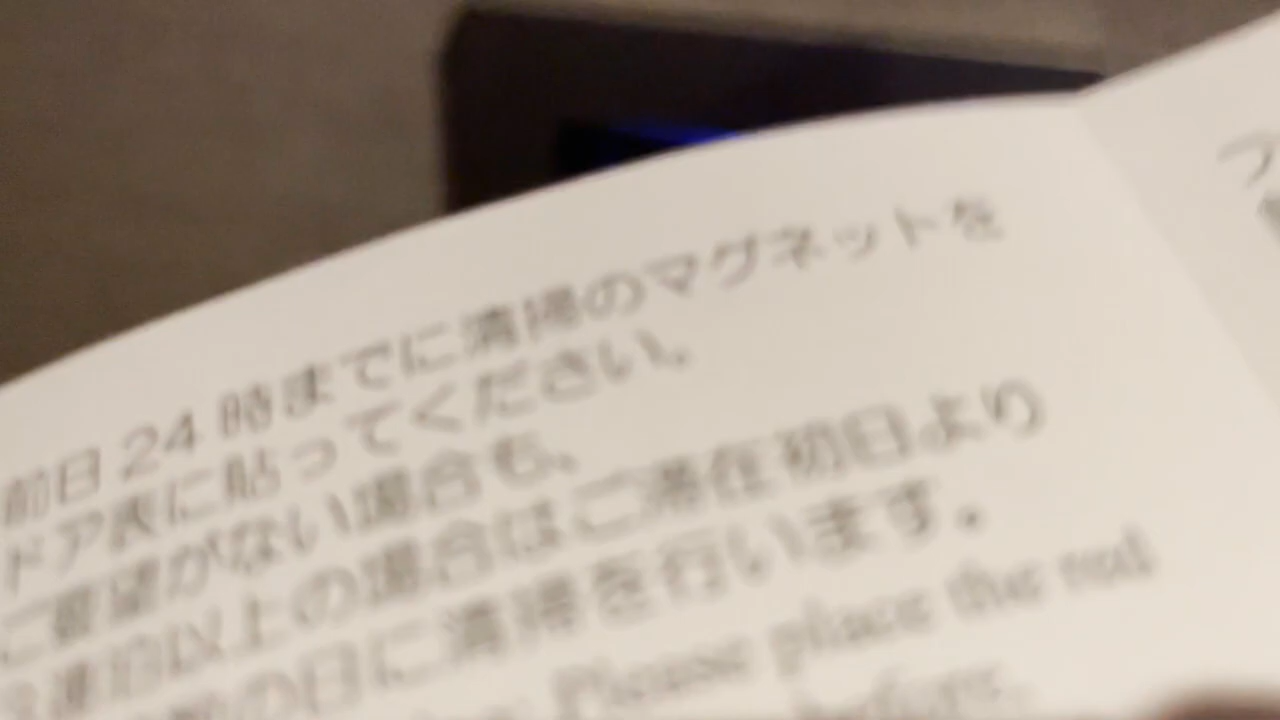 前日 24 時までに清掃のマグネットを
ドア表に貼ってください。
ご要望がない場合も、
連泊以上の場合はご滞在初日より
の日に清掃を行います。
Please place the red
before.